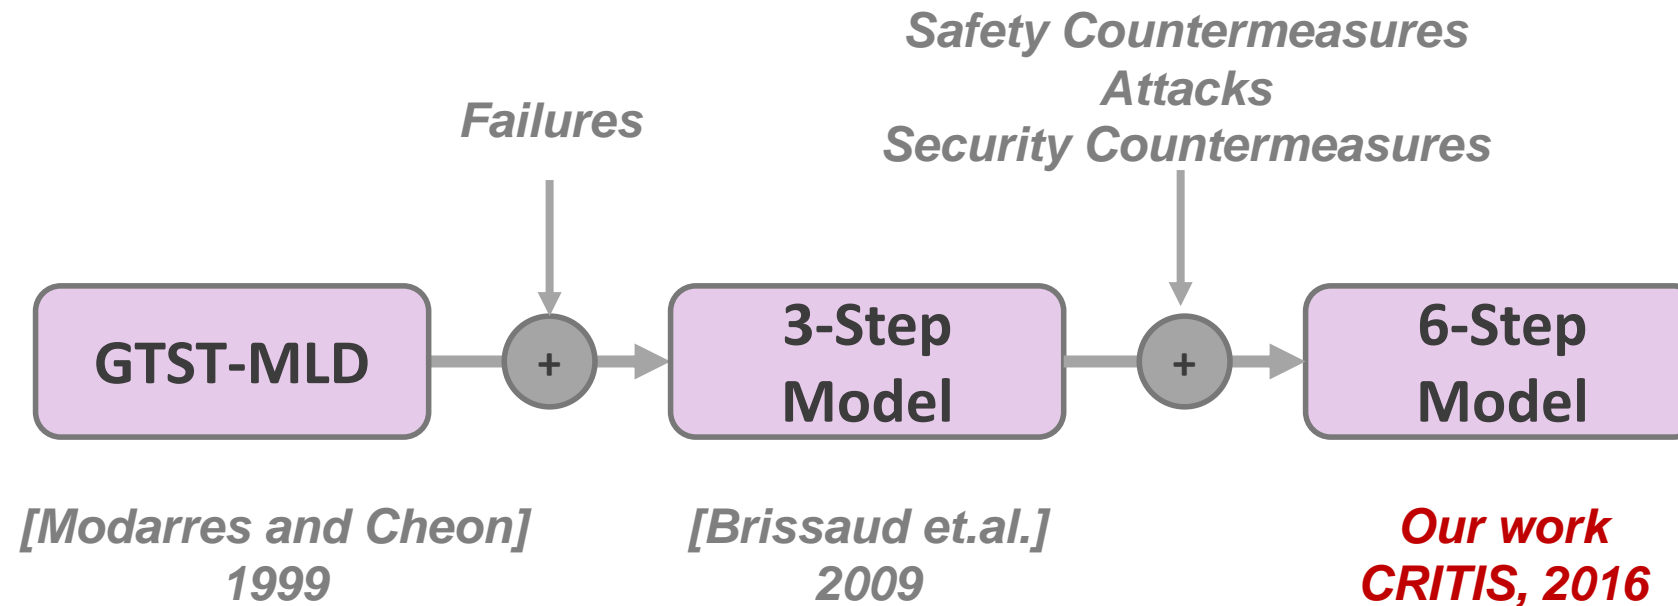 Safety Countermeasures
Attacks
Security Countermeasures
Failures
GTST-MLD
+
3-Step
Model
+
6-Step
Model
[Modarres and Cheon]
1999
[Brissaud et.al.]
2009
Our work
CRITIS, 2016